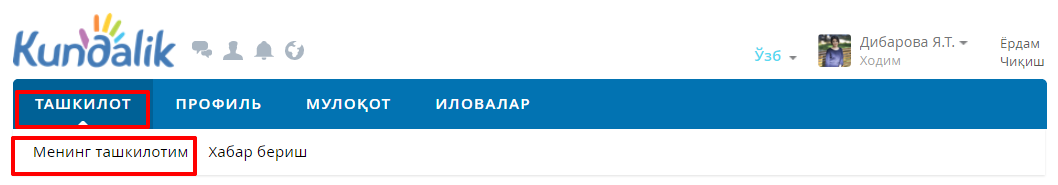 Kundalik
Ўзб
Дибарова Я.Т.
Ходим
Ёрдам
Чиқиш
ТАШКИЛОТ ПРОФИЛЬ МУЛОҚОТ ИЛОВАЛАР
Менинг ташкилотим Хабар бериш